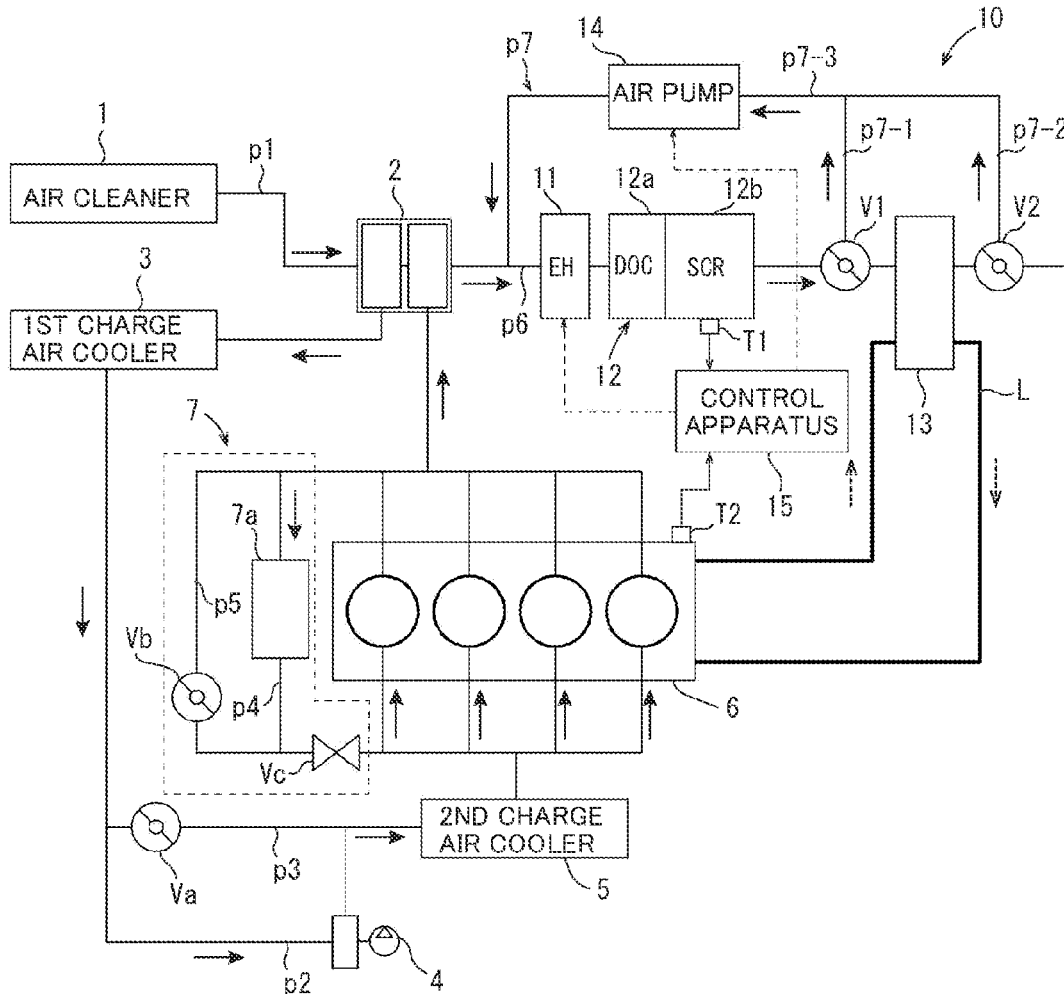 14
10
p7
p7-3
AIR PUMP
1
p1
p7-1
p7-2
AIR CLEANER
2
11
12a
12b
V1
V2
3
EH
DOC
SCR
1ST CHARGE
AIR COOLER
p6
12
T1
13
L
CONTROL
APPARATUS
7
15
7a
T2
p5
Vb
p4
6
Vc
2ND CHARGE
AIR COOLER
p3
5
Va
p2
4